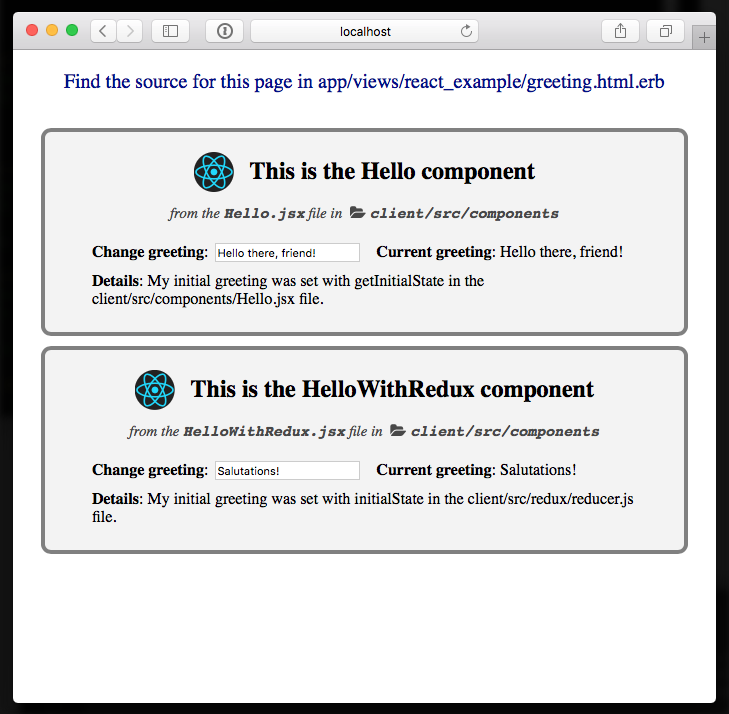 localhost
Find the source for this page in app/views/react_example/greeting.html.erb
This is the Hello component
from the Hello.jsx file in client/src/components
Change greeting: Hello there, friend! Current greeting: Hello there, friend!
Details: My initial greeting was set with getInitialState in the
client/src/components/Hello.jsx file.
This is the HelloWithRedux component
from the HelloWithRedux.jsx file in client/src/components
Change greeting: Salutations! Current greeting: Salutations!
Details: My initial greeting was set with initialState in the client/src/redux/reducer.js
file.